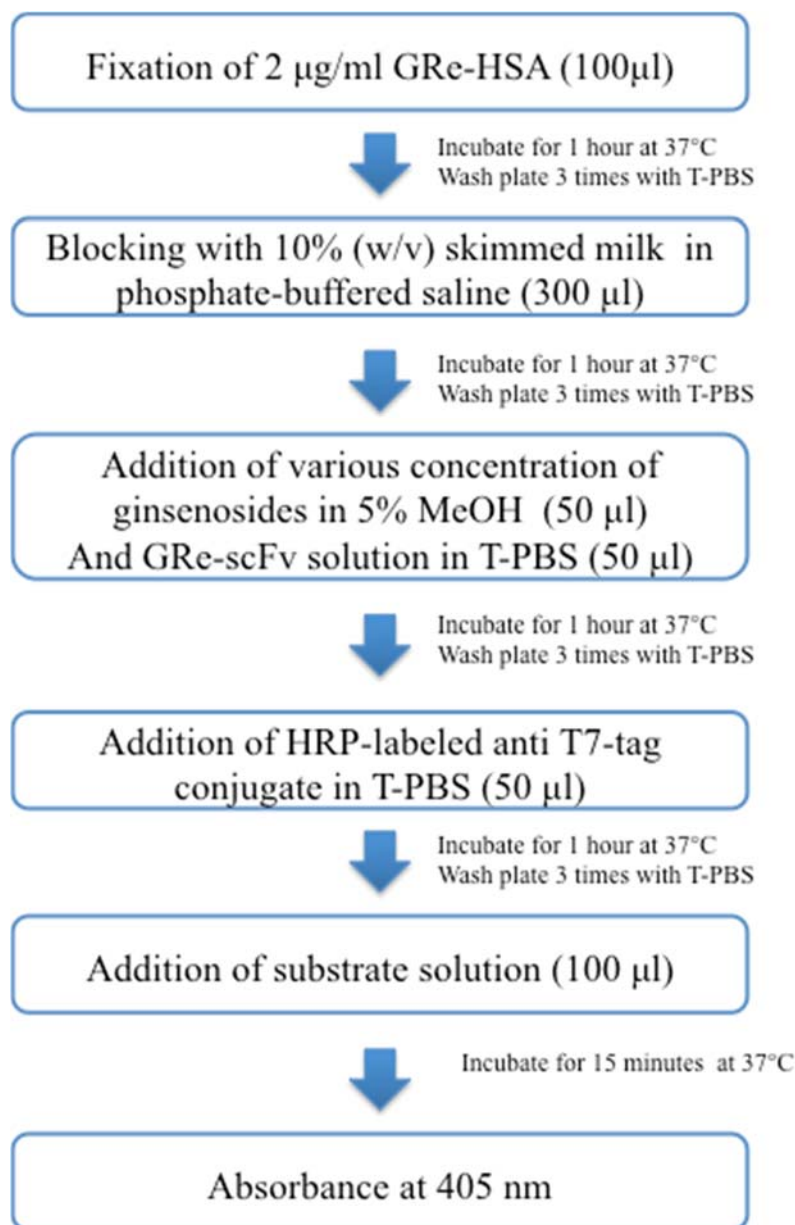 Fixation of 2 μg/ml GRe-HSA (100μl)
Incubate for 1 hour at 37°C
Wash plate 3 times with T-PBS
Blocking with 10% (w/v) skimmed milk in
phosphate-buffered saline (300 μl)
Incubate for 1 hour at 37°C
Wash plate 3 times with T-PBS
Addition of various concentration of
ginsenosides in 5% MeOH (50 μl)
And GRe-scFv solution in T-PBS (50 μl)
Incubate for 1 hour at 37°C
Wash plate 3 times with T-PBS
Addition of HRP-labeled anti T7-tag
conjugate in T-PBS (50 μl)
Incubate for 1 hour at 37°C
Wash plate 3 times with T-PBS
Addition of substrate solution (100 μl)
Incubate for 15 minutes at 37°C
Absorbance at 405 nm